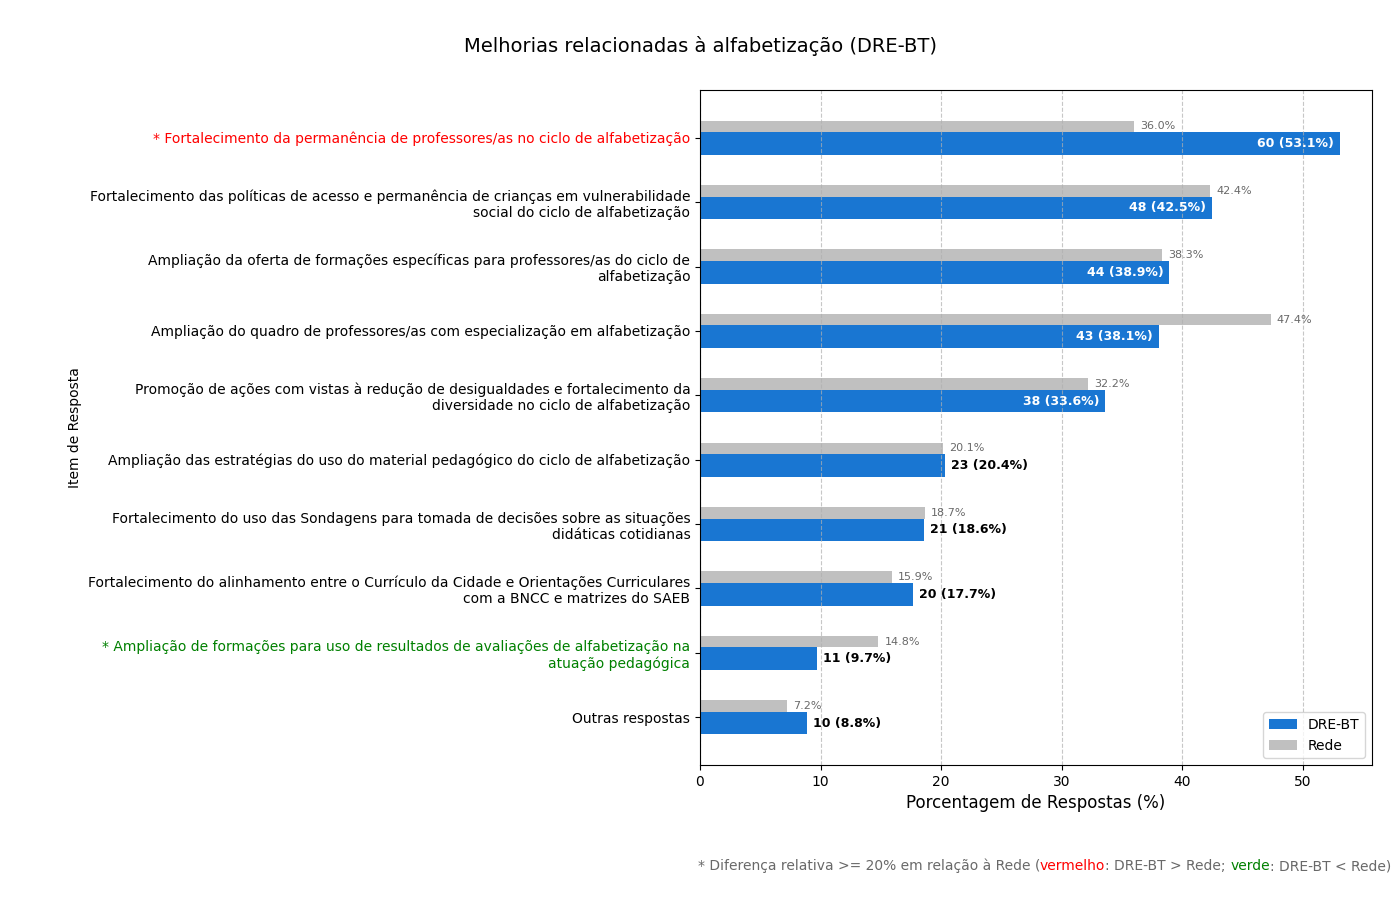 Melhorias relacionadas à alfabetização (DRE-BT)
* Fortalecimento da permanência de professores/as no ciclo de alfabetização
36.0%
60 (53.1%)
Fortalecimento das políticas de acesso e permanência de crianças em vulnerabilidade
social do ciclo de alfabetização
42.4%
48 (42.5%)
Ampliação da oferta de formações específicas para professores/as do ciclo de
alfabetização
38.3%
44 (38.9%)
Ampliação do quadro de professores/as com especialização em alfabetização
47.4%
43 (38.1%)
Promoção de ações com vistas à redução de desigualdades e fortalecimento da
diversidade no ciclo de alfabetização
32.2%
38 (33.6%)
Ampliação das estratégias do uso do material pedagógico do ciclo de alfabetização
20.1%
23 (20.4%)
Fortalecimento do uso das Sondagens para tomada de decisões sobre as situações
didáticas cotidianas
18.7%
21 (18.6%)
Fortalecimento do alinhamento entre o Currículo da Cidade e Orientações Curriculares
com a BNCC e matrizes do SAEB
15.9%
20 (17.7%)
* Ampliação de formações para uso de resultados de avaliações de alfabetização na
atuação pedagógica
14.8%
11 (9.7%)
Outras respostas
7.2%
10 (8.8%)
Item de Resposta
DRE-BT
Rede
0 10 20 30 40 50
Porcentagem de Respostas (%)
* Diferença relativa >= 20% em relação à Rede (vermelho: DRE-BT > Rede; verde: DRE-BT < Rede)